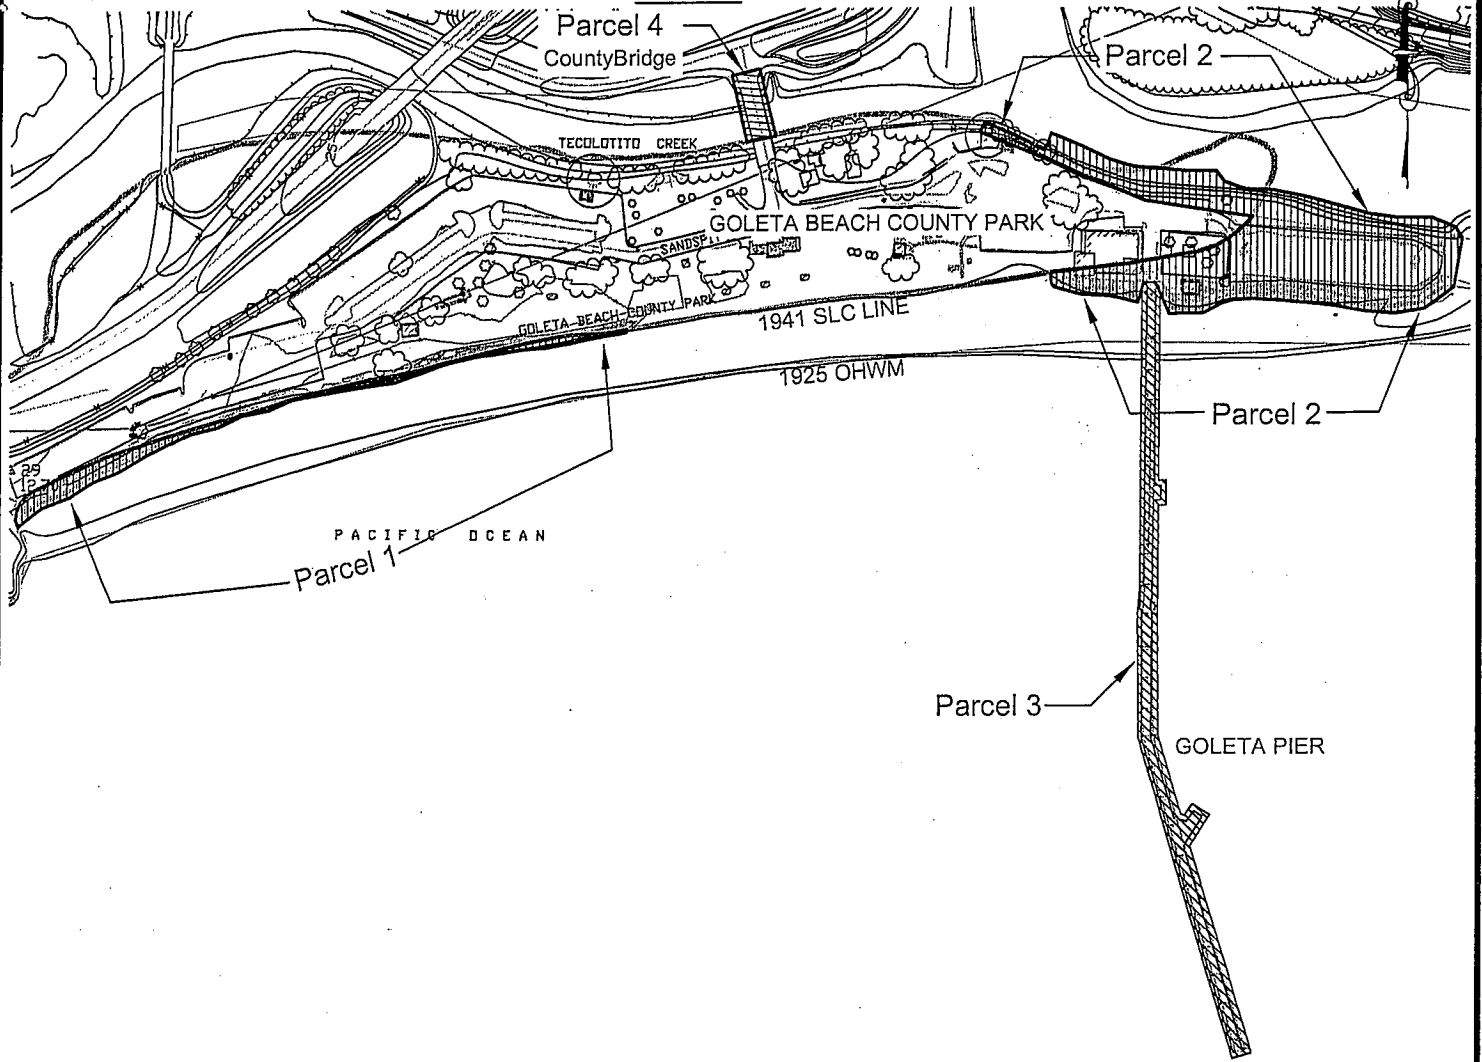 Parcel 4
CountyBridge
Parcel 2
TECOLOTITO CREEK
GOLETA BEACH COUNTY PARK
GOLETA BEACH COUNTY PARK
1941 SLC LINE
1925 OHWM
Parcel 2
29
PACIFIC OCEAN
Parcel 1
Parcel 3
GOLETA PIER